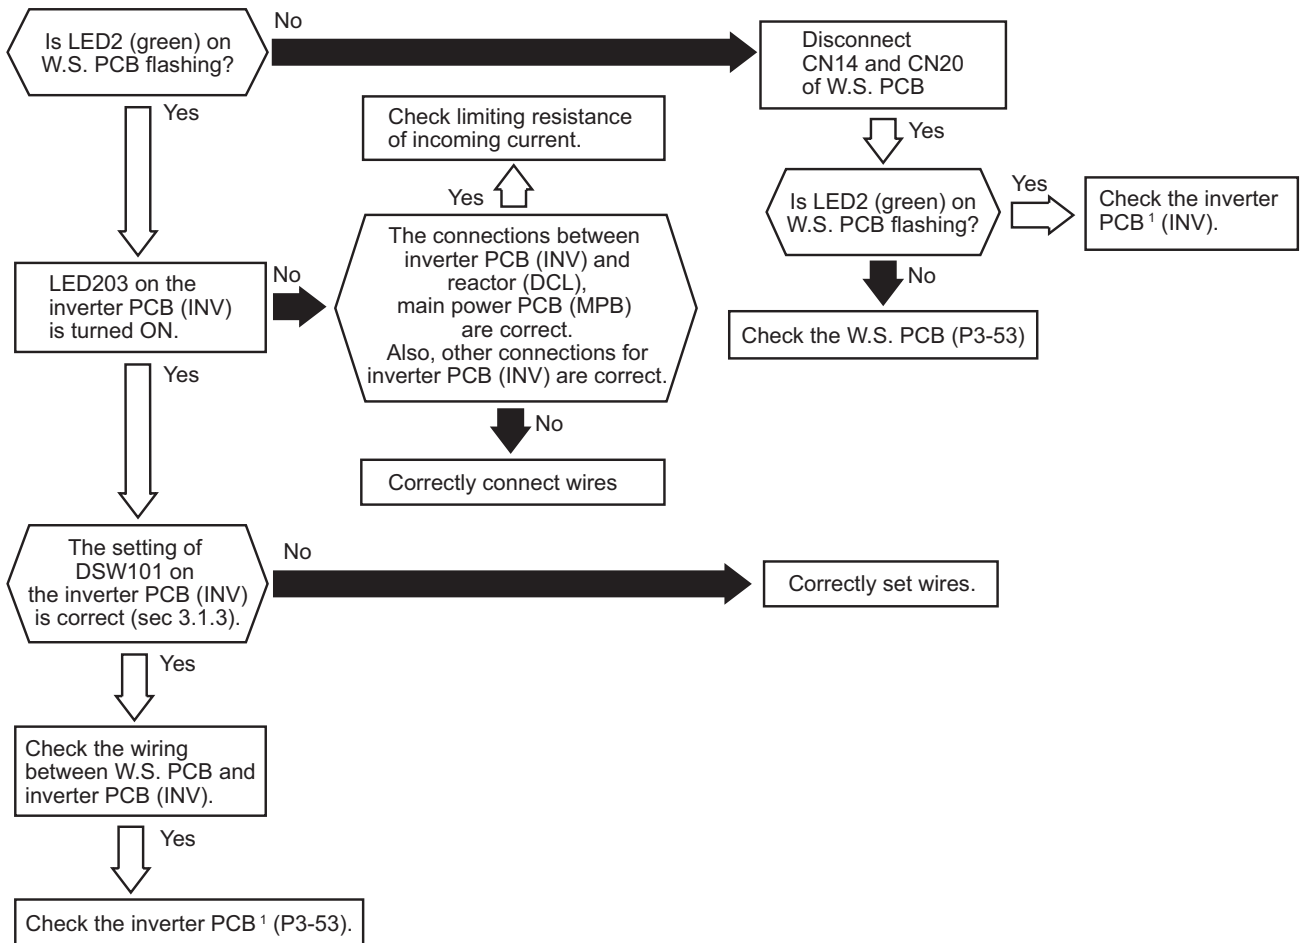 Is LED2 (green) on
W.S. PCB flashing?
No
Disconnect
CN14 and CN20
of W.S. PCB
Yes
Check limiting resistance
of incoming current.
Yes
Yes
Is LED2 (green) on
W.S. PCB flashing?
Yes
Check the inverter
PCB ¹ (INV).
No
Check the W.S. PCB (P3-53)
LED203 on the
inverter PCB (INV)
is turned ON.
No
The connections between
inverter PCB (INV) and
reactor (DCL),
main power PCB (MPB)
are correct.
Also, other connections for
inverter PCB (INV) are correct.
Yes
No
Correctly connect wires
The setting of
DSW101 on
the inverter PCB (INV)
is correct (sec 3.1.3).
No
Correctly set wires.
Yes
Check the wiring
between W.S. PCB and
inverter PCB (INV).
Yes
Check the inverter PCB ¹ (P3-53).